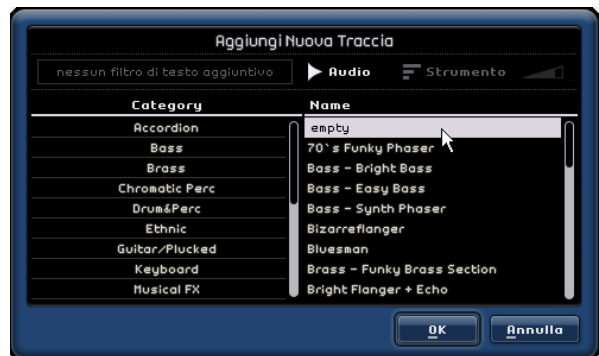 Aggiungi Nuova Traccia
nessun filtro di testo aggiuntivo Audio Strumento
Category Name
Accordion empty
Bass 70`s Funky Phaser
Brass Bass - Bright Bass
Chromatic Perc Bass - Easy Bass
Drum&Perc Bass - Synth Phaser
Ethnic Bizarreflanger
Guitar/Plucked Bluesman
Keyboard Brass - Funky Brass Section
Musical FX Bright Flanger + Echo
OK Annulla